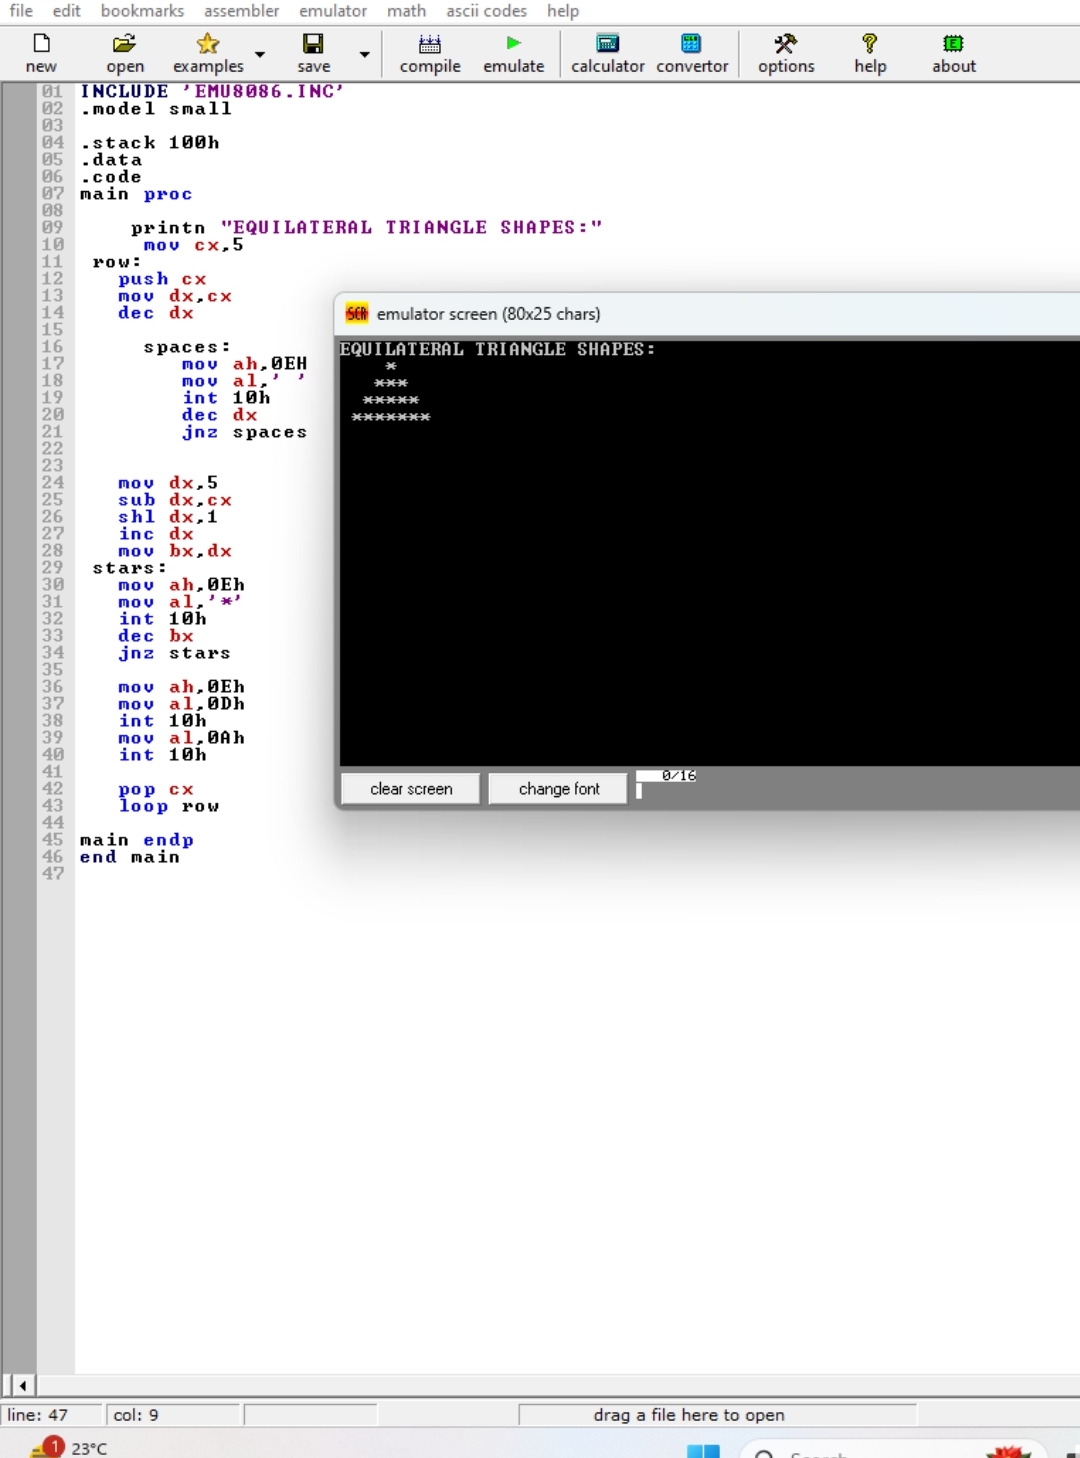 file edit bookmarks assembler emulator math ascii codes help
new open examples save compile emulate calculator convertor options help about
01 INCLUDE 'EMU8086.INC'
02 .model small
03
04 .stack 100h
05 .data
06 .code
07 main proc
08
09 printn "EQUILATERAL TRIANGLE SHAPES:"
10 mov cx,5
11 row:
12 push cx
13 mov dx,cx
14 dec dx
15
16 spaces:
17 mov ah,0EH
18 mov al,' '
19 int 10h
20 dec dx
21 jnz spaces
22
23
24 mov dx,5
25 sub dx,cx
26 shl dx,1
27 inc dx
28 mov bx,dx
29 stars:
30 mov ah,0Eh
31 mov al,'*'
32 int 10h
33 dec bx
34 jnz stars
35
36 mov ah,0Eh
37 mov al,0Dh
38 int 10h
39 mov al,0Ah
40 int 10h
41
42 pop cx
43 loop row
44
45 main endp
46 end main
47
SCR emulator screen (80x25 chars)
EQUILATERAL TRIANGLE SHAPES:
*
***
*****
*******
clear screen change font 0/16
line: 47 col: 9 drag a file here to open
1 23°C Search